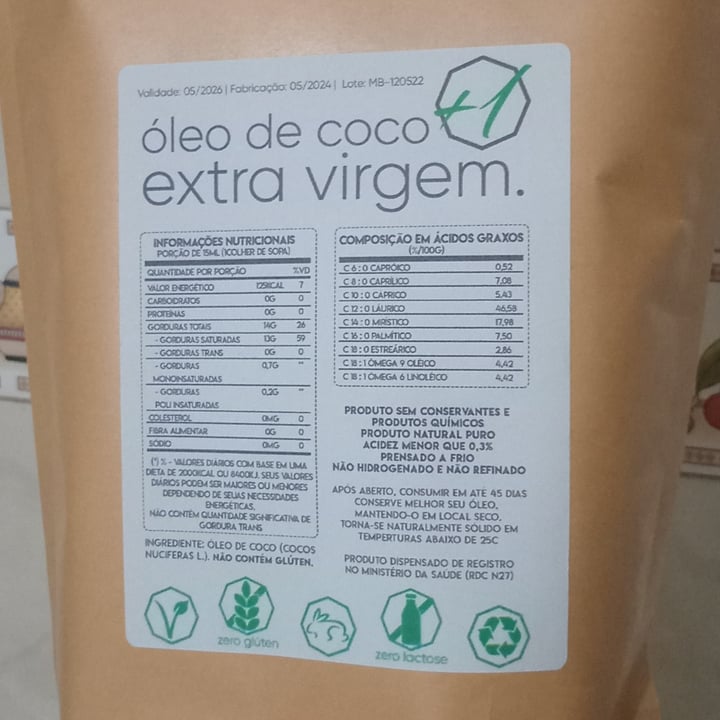 Validade: 05/2026 | Fabricação: 05/2024 | Lote: MB-120522
+1
óleo de coco
extra virgem.
INFORMAÇÕES NUTRICIONAIS
PORÇÃO DE 15ML (1COLHER DE SOPA)
QUANTIDADE POR PORÇÃO %VD
VALOR ENERGÉTICO 125KCAL 7
CARBOIDRATOS 0G 0
PROTEÍNAS 0G 0
GORDURAS TOTAIS 14G 26
- GORDURAS SATURADAS 13G 59
- GORDURAS TRANS 0G 0
- GORDURAS 0,7G **
MONOINSATURADAS
- GORDURAS 0,2G **
POLI INSATURADAS
COLESTEROL 0MG 0
FIBRA ALIMENTAR 0G 0
SÓDIO 0MG 0
(*) % - VALORES DIÁRIOS COM BASE EM UMA
DIETA DE 2000KCAL OU 8400KJ. SEUS VALORES
DIÁRIOS PODEM SER MAIORES OU MENORES
DEPENDENDO DE SEUAS NECESSIDADES
ENERGÉTICAS.
NÃO CONTÉM QUANTIDADE SIGNIFICATIVA DE
GORDURA TRANS
INGREDIENTE: ÓLEO DE COCO (COCOS
NUCIFERAS L.). NÃO CONTÉM GLÚTEN.
COMPOSIÇÃO EM ÁCIDOS GRAXOS
(%/100G)
C 6 : 0 CAPRÓICO 0,52
C 8 : 0 CAPRÍLICO 7,08
C 10 : 0 CÁPRICO 5,43
C 12 : 0 LÁURICO 46,58
C 14 : 0 MIRÍSTICO 17,98
C 16 : 0 PALMÍTICO 7,50
C 18 : 0 ESTREÁRICO 2,86
C 18 : 1 ÔMEGA 9 OLÉICO 4,42
C 18 : 1 ÔMEGA 6 LINOLÉICO 4,42
PRODUTO SEM CONSERVANTES E
PRODUTOS QUÍMICOS
PRODUTO NATURAL PURO
ACIDEZ MENOR QUE 0,3%
PRENSADO A FRIO
NÃO HIDROGENADO E NÃO REFINADO
APÓS ABERTO, CONSUMIR EM ATÉ 45 DIAS
CONSERVE MELHOR SEU ÓLEO,
MANTENDO-O EM LOCAL SECO.
TORNA-SE NATURALMENTE SÓLIDO EM
TEMPERTURAS ABAIXO DE 25C
PRODUTO DISPENSADO DE REGISTRO
NO MINISTÉRIO DA SAÚDE (RDC N27)
zero glúten
zero lactose